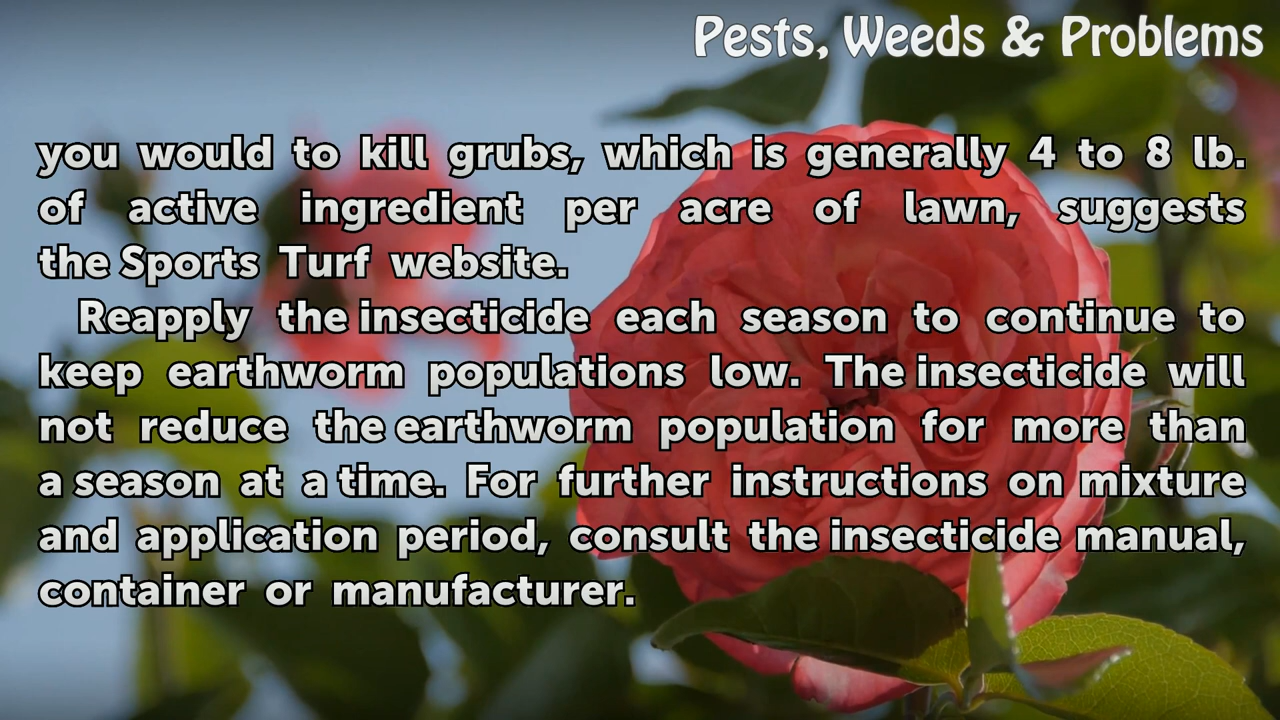 Pests, Weeds & Problems
you would to kill grubs, which is generally 4 to 8 lb.
of active ingredient per acre of lawn, suggests
the Sports Turf website.
Reapply the insecticide each season to continue to
keep earthworm populations low. The insecticide will
not reduce the earthworm population for more than
a season at a time. For further instructions on mixture
and application period, consult the insecticide manual,
container or manufacturer.